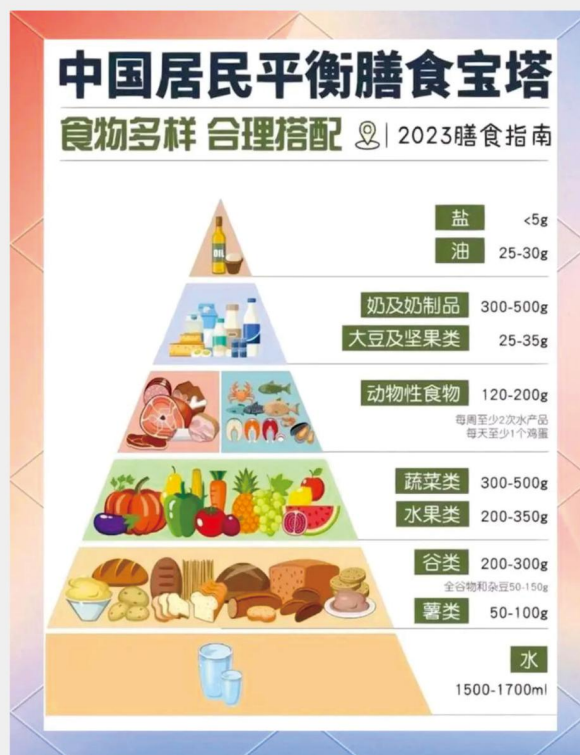 中国居民平衡膳食宝塔
食物多样 合理搭配 | 2023膳食指南
盐 <5g
油 25-30g
OIL
奶及奶制品 300-500g
大豆及坚果类 25-35g
动物性食物 120-200g
每周至少2次水产品
每天至少1个鸡蛋
蔬菜类 300-500g
水果类 200-350g
谷类 200-300g
全谷物和杂豆50-150g
薯类 50-100g
水
1500-1700ml